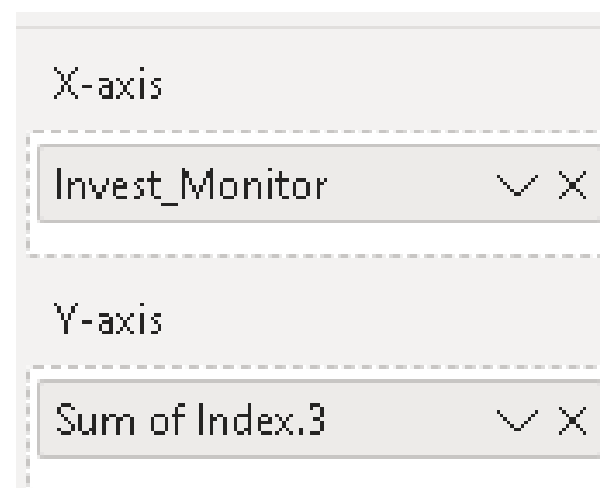 X-axis
Invest_Monitor
Y-axis
Sum of Index.3